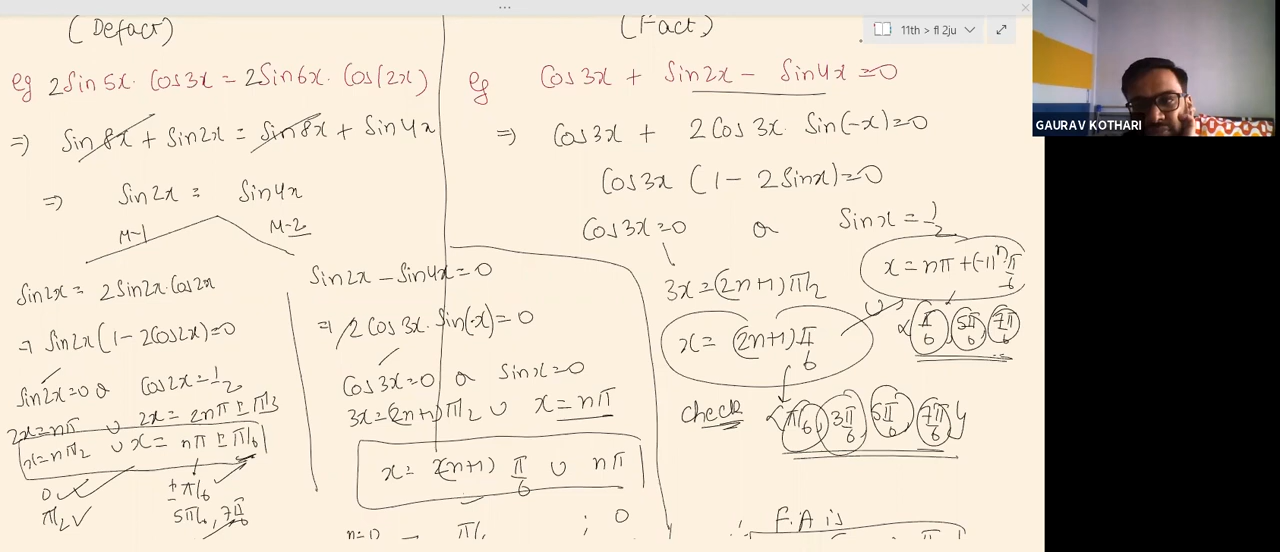 (Defact)
eg 2Sin5x. Cos3x = 2Sin6x. Cos(2x)
⇒) Sin8x + Sin2x = Sin8x + Sin4x
⇒ Sin2x = Sin4x
M-1
M-2
Sin2x = 2Sin2x.Cos2x
⇒ Sin2x(1-2Cos2x)=0
Sin2x=0 or Cos2x=1/2
2x=nπ ∪ 2x= 2nπ ± π/3
x=nπ/2 ∪ x= nπ ± π/6
0 ✓
π/2 ✓
±π/6
5π/6, 7π/6
Sin2x - Sin4x=0
⇒ 2Cos3x. Sin(-x)=0
Cos3x=0 or Sinx=0
3x=(2n+1)π/2 ∪ x=nπ
x= (2n+1) π/6 ∪ nπ
n=0 → π/6 ; 0
(Fact)
eg Cos3x + Sin2x - Sin4x=0
⇒) Cos3x + 2Cos3x. Sin(-x)=0
Cos3x (1-2Sinx)=0
Cos3x=0 or Sinx=1/2
3x=(2n+1)π/2
x=nπ+(-1)ⁿ π/6
x= (2n+1)π/6
∪
π/6, 5π/6, 7π/6
check
π/6, 3π/6, 5π/6, 7π/6
∴ F.A is
11th > fl 2ju
GAURAV KOTHARI